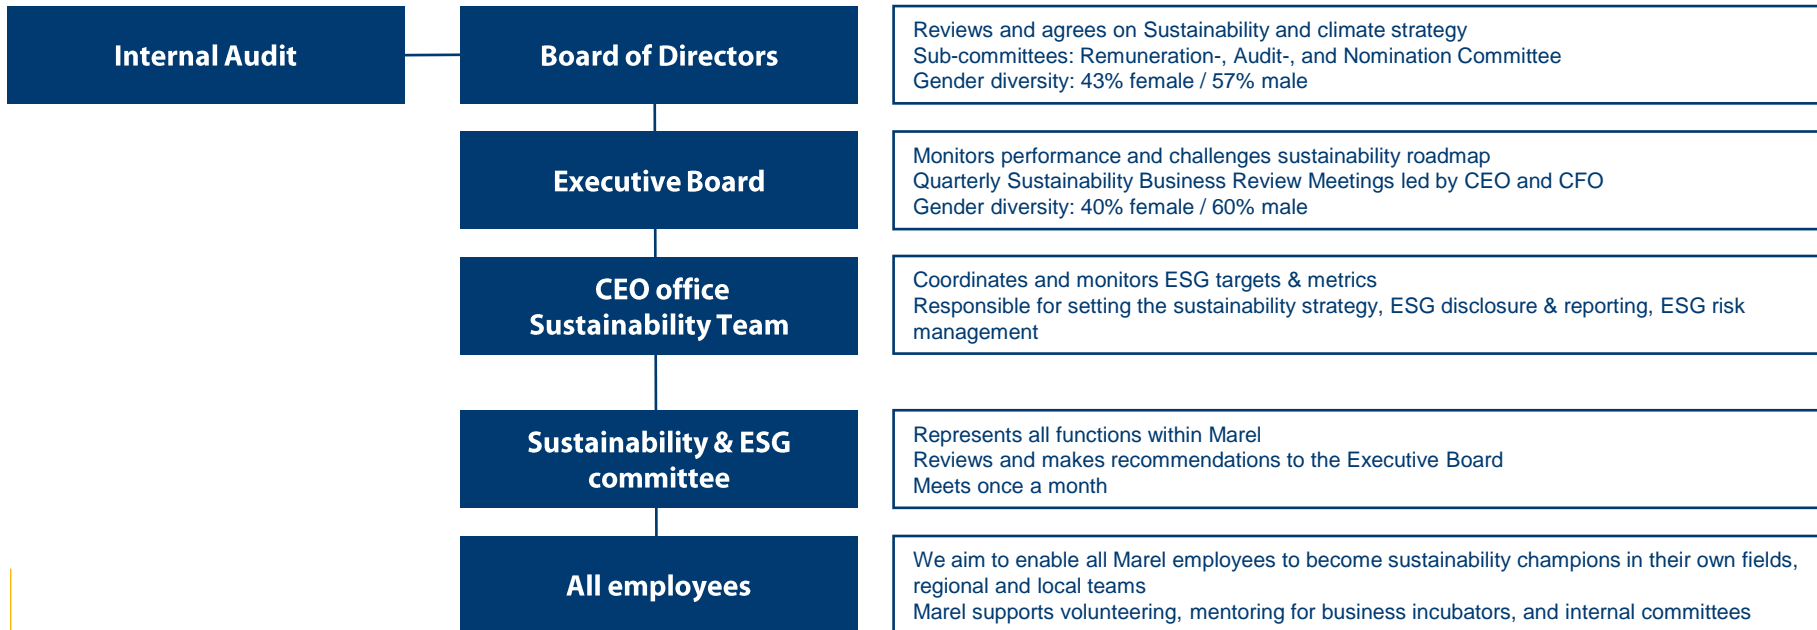 Internal Audit
Board of Directors
Reviews and agrees on Sustainability and climate strategy
Sub-committees: Remuneration-, Audit-, and Nomination Committee
Gender diversity: 43% female / 57% male
Executive Board
Monitors performance and challenges sustainability roadmap
Quarterly Sustainability Business Review Meetings led by CEO and CFO
Gender diversity: 40% female / 60% male
CEO office
Sustainability Team
Coordinates and monitors ESG targets & metrics
Responsible for setting the sustainability strategy, ESG disclosure & reporting, ESG risk
management
Sustainability & ESG
committee
Represents all functions within Marel
Reviews and makes recommendations to the Executive Board
Meets once a month
All employees
We aim to enable all Marel employees to become sustainability champions in their own fields,
regional and local teams
Marel supports volunteering, mentoring for business incubators, and internal committees